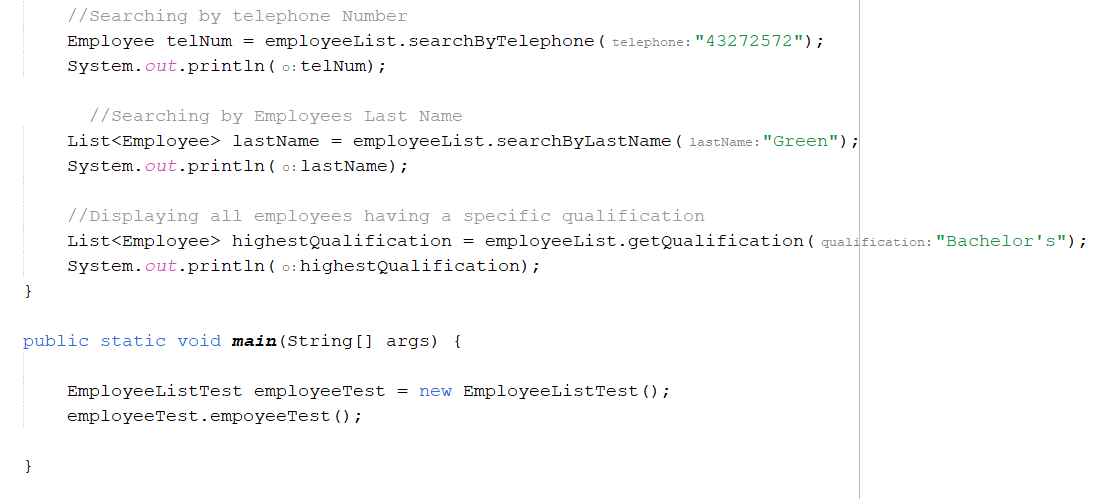 //Searching by telephone Number
Employee telNum = employeeList.searchByTelephone( telephone: "43272572");
System.out.println( o: telNum);
//Searching by Employees Last Name
List<Employee> lastName = employeeList.searchByLastName( lastName: "Green");
System.out.println( o: lastName);
//Displaying all employees having a specific qualification
List<Employee> highestQualification = employeeList.getQualification( qualification: "Bachelor's");
System.out.println( o: highestQualification);
}
public static void main(String[] args) {
EmployeeListTest employeeTest = new EmployeeListTest();
employeeTest.empoyeeTest();
}